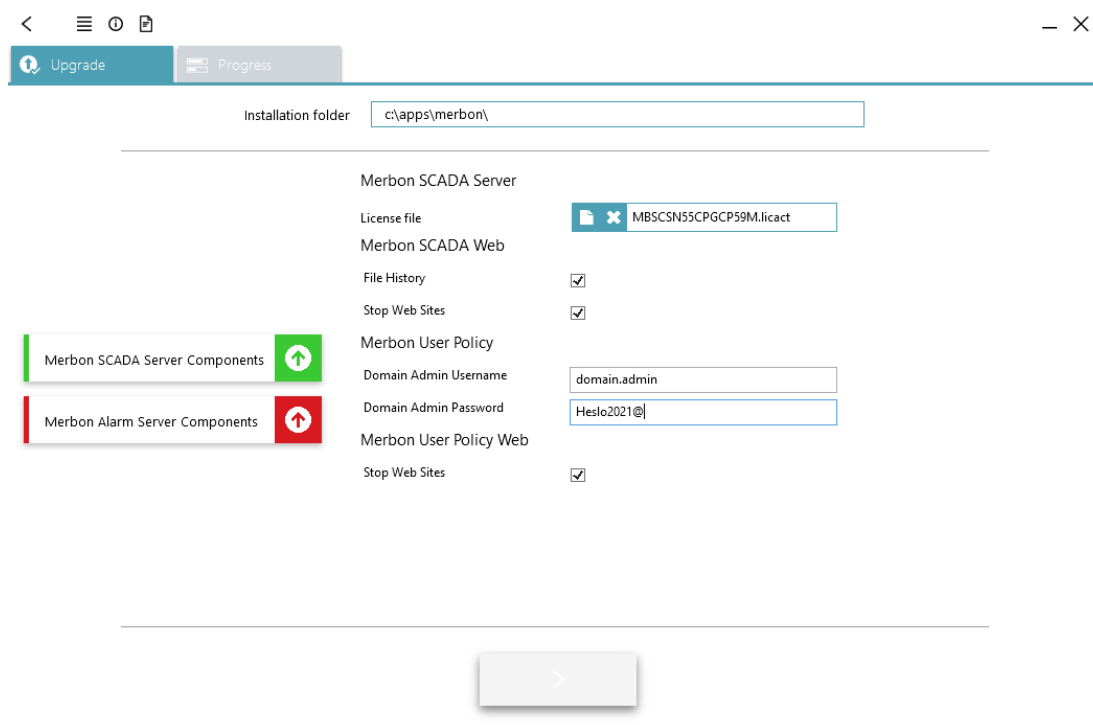 Upgrade
Progress
Installation folder c:\apps\merbon\
Merbon SCADA Server
License file MBSCSN55CPGCP59M.licact
Merbon SCADA Web
File History
Stop Web Sites
Merbon User Policy
Merbon SCADA Server Components
Domain Admin Username domain.admin
Domain Admin Password Heslo2021@
Merbon Alarm Server Components
Merbon User Policy Web
Stop Web Sites